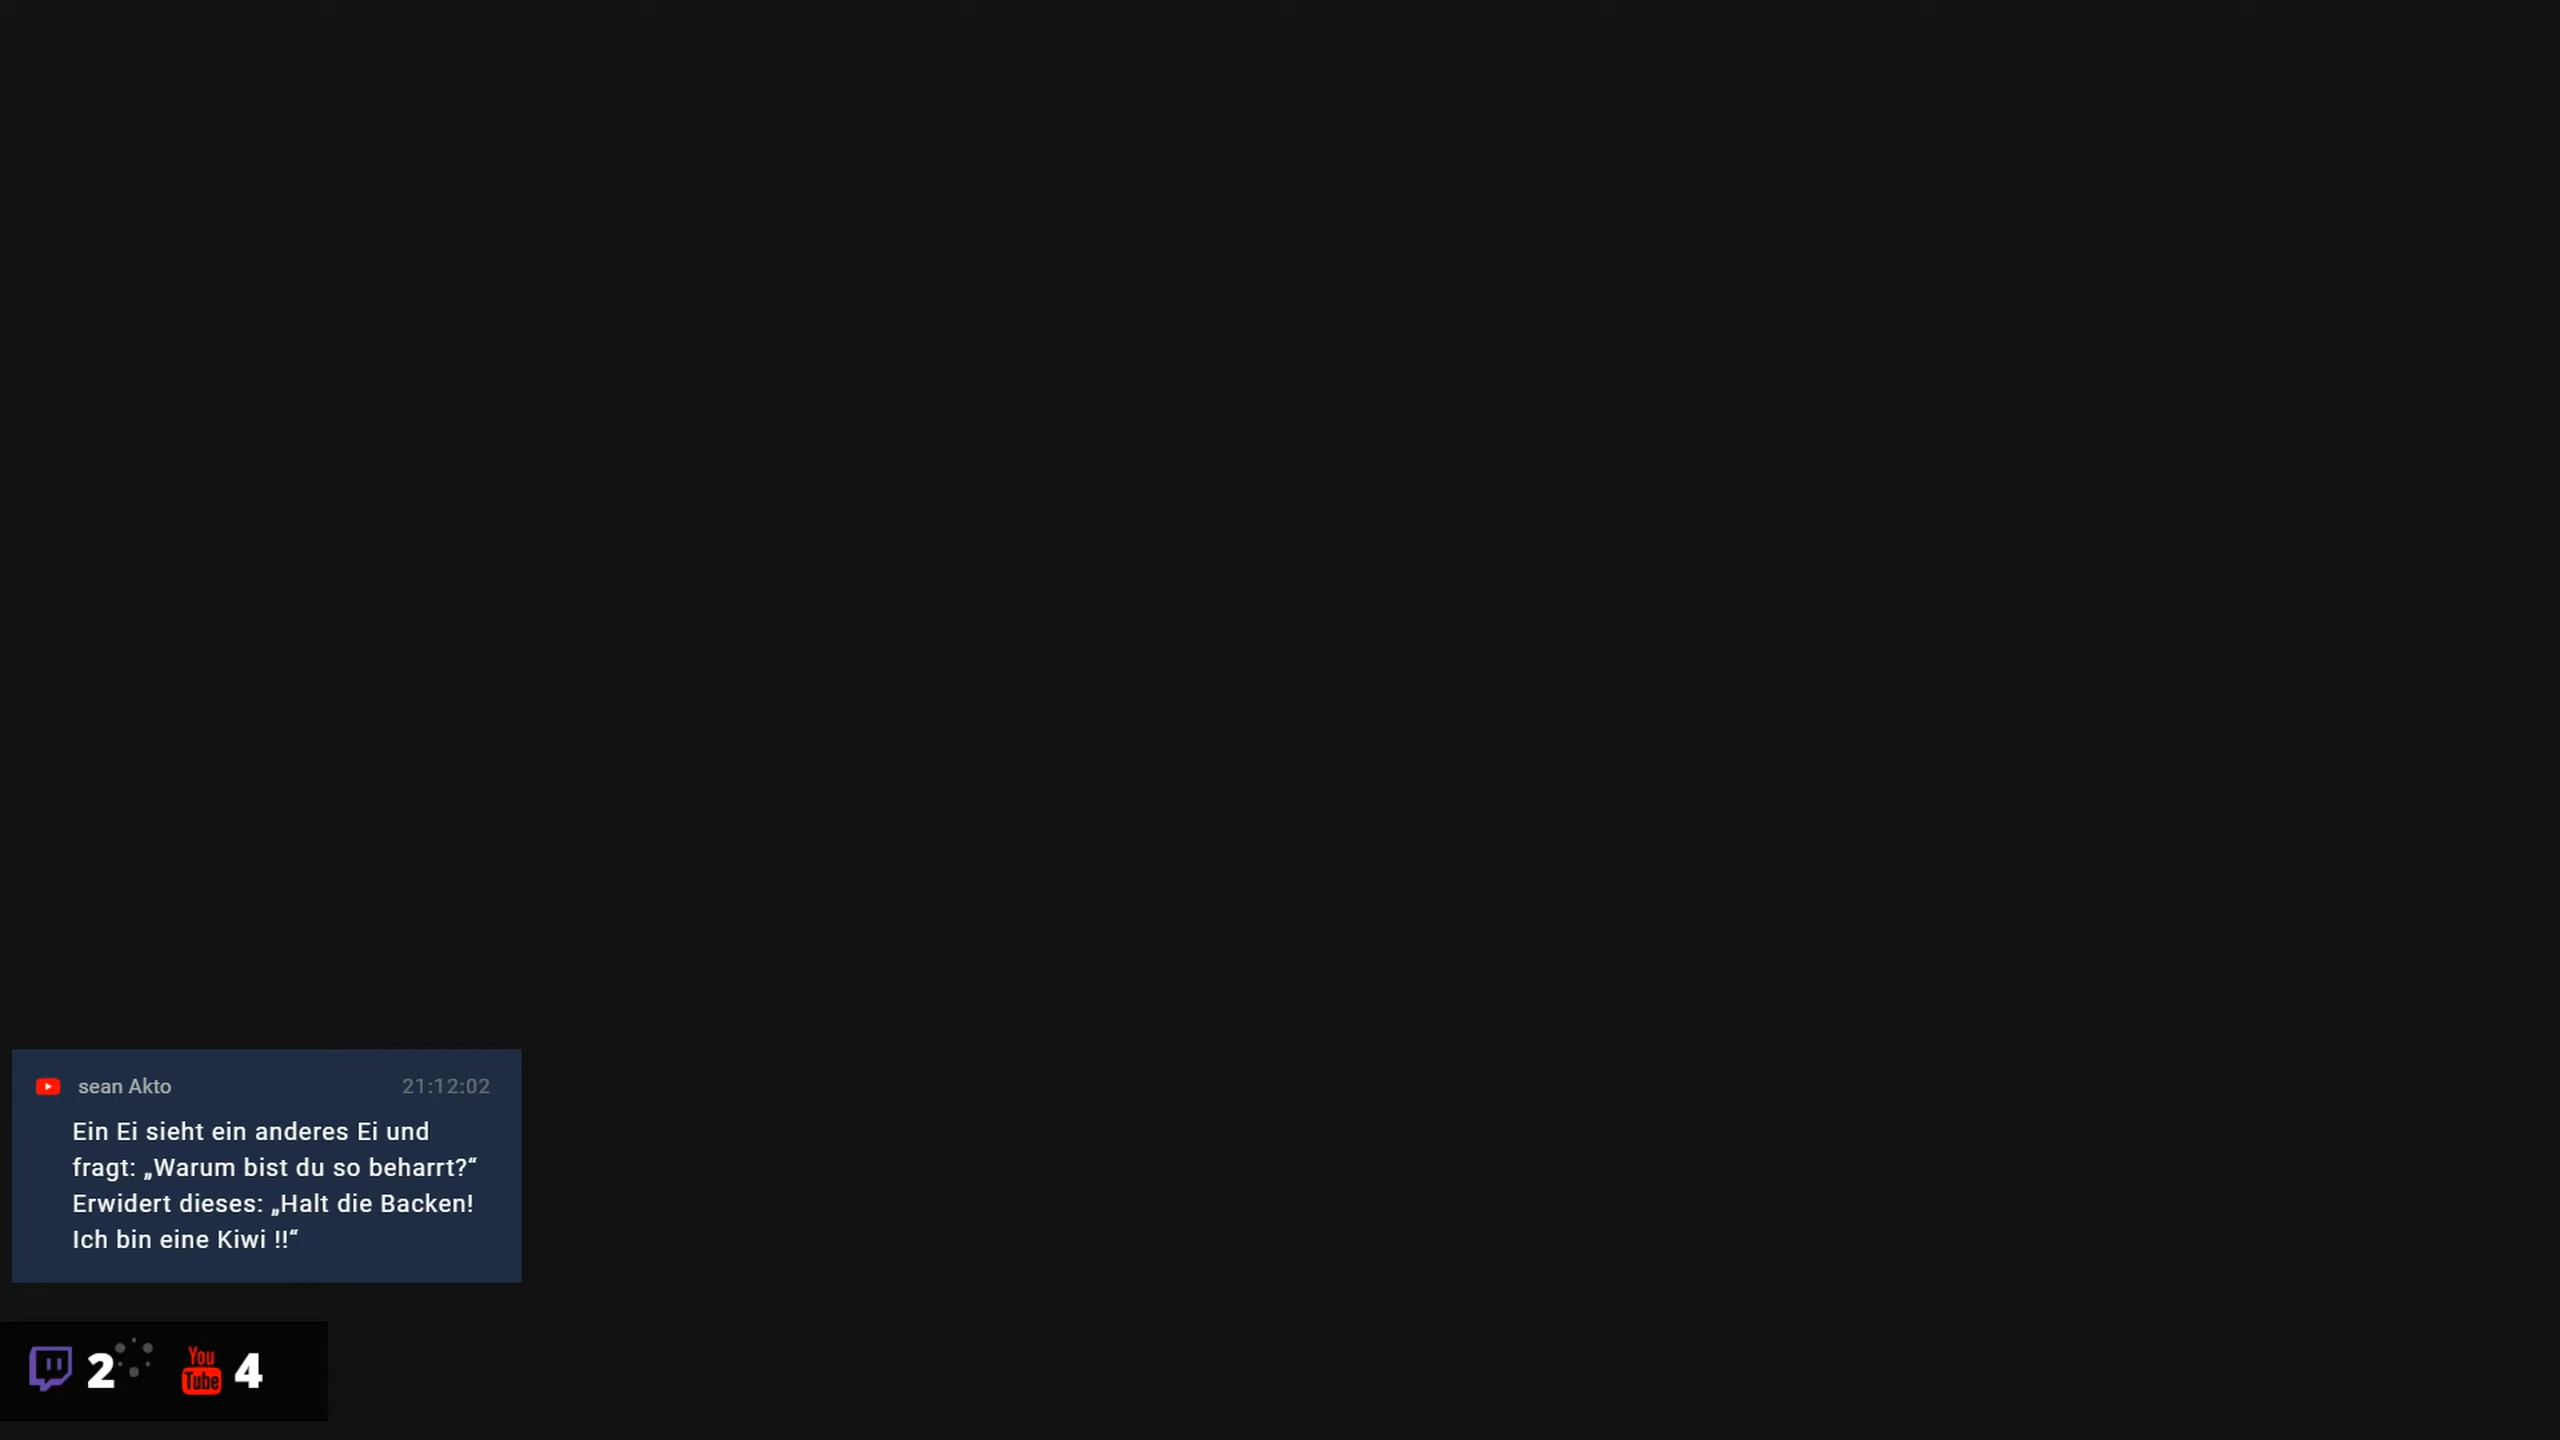 sean Akto 21:12:02
Ein Ei sieht ein anderes Ei und
fragt: „Warum bist du so beharrt?“
Erwidert dieses: „Halt die Backen!
Ich bin eine Kiwi !!“
2 You Tube 4